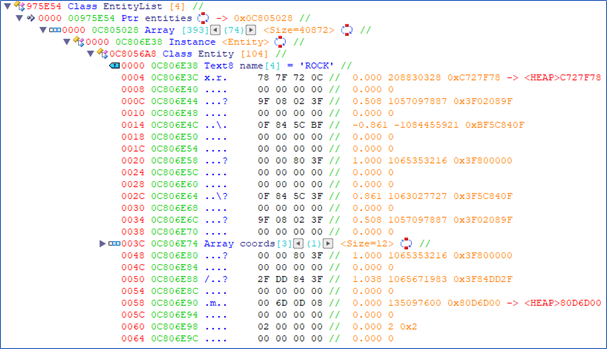 975E54 Class EntityList [4] //
0000 00975E54 Ptr entities -> 0x0C805028 //
0C805028 Array [393] (74) <Size=40872> //
0000 0C806E38 Instance <Entity> //
0C8056A8 Class Entity [104] //
0000 0C806E38 Text8 name[4] = 'ROCK' //
0004 0C806E3C x.r. 78 7F 72 0C // 0.000 208830328 0xC727F78 -> <HEAP>C727F78
0008 0C806E40 .... 00 00 00 00 // 0.000 0
000C 0C806E44 ...? 9F 08 02 3F // 0.508 1057097887 0x3F02089F
0010 0C806E48 .... 00 00 00 00 // 0.000 0
0014 0C806E4C ..\. 0F 84 5C BF // -0.861 -1084455921 0xBF5C840F
0018 0C806E50 .... 00 00 00 00 // 0.000 0
001C 0C806E54 .... 00 00 00 00 // 0.000 0
0020 0C806E58 ...? 00 00 80 3F // 1.000 1065353216 0x3F800000
0024 0C806E5C .... 00 00 00 00 // 0.000 0
0028 0C806E60 .... 00 00 00 00 // 0.000 0
002C 0C806E64 ..\? 0F 84 5C 3F // 0.861 1063027727 0x3F5C840F
0030 0C806E68 .... 00 00 00 00 // 0.000 0
0034 0C806E6C ...? 9F 08 02 3F // 0.508 1057097887 0x3F02089F
0038 0C806E70 .... 00 00 00 00 // 0.000 0
003C 0C806E74 Array coords[3] (1) <Size=12> //
0048 0C806E80 ...? 00 00 80 3F // 1.000 1065353216 0x3F800000
004C 0C806E84 .... 00 00 00 00 // 0.000 0
0050 0C806E88 /..? 2F DD 84 3F // 1.038 1065671983 0x3F84DD2F
0054 0C806E8C .... 00 00 00 00 // 0.000 0
0058 0C806E90 .m.. 00 6D 0D 08 // 0.000 135097600 0x80D6D00 -> <HEAP>80D6D00
005C 0C806E94 .... 00 00 00 00 // 0.000 0
0060 0C806E98 .... 02 00 00 00 // 0.000 2 0x2
0064 0C806E9C .... 00 00 00 00 // 0.000 0